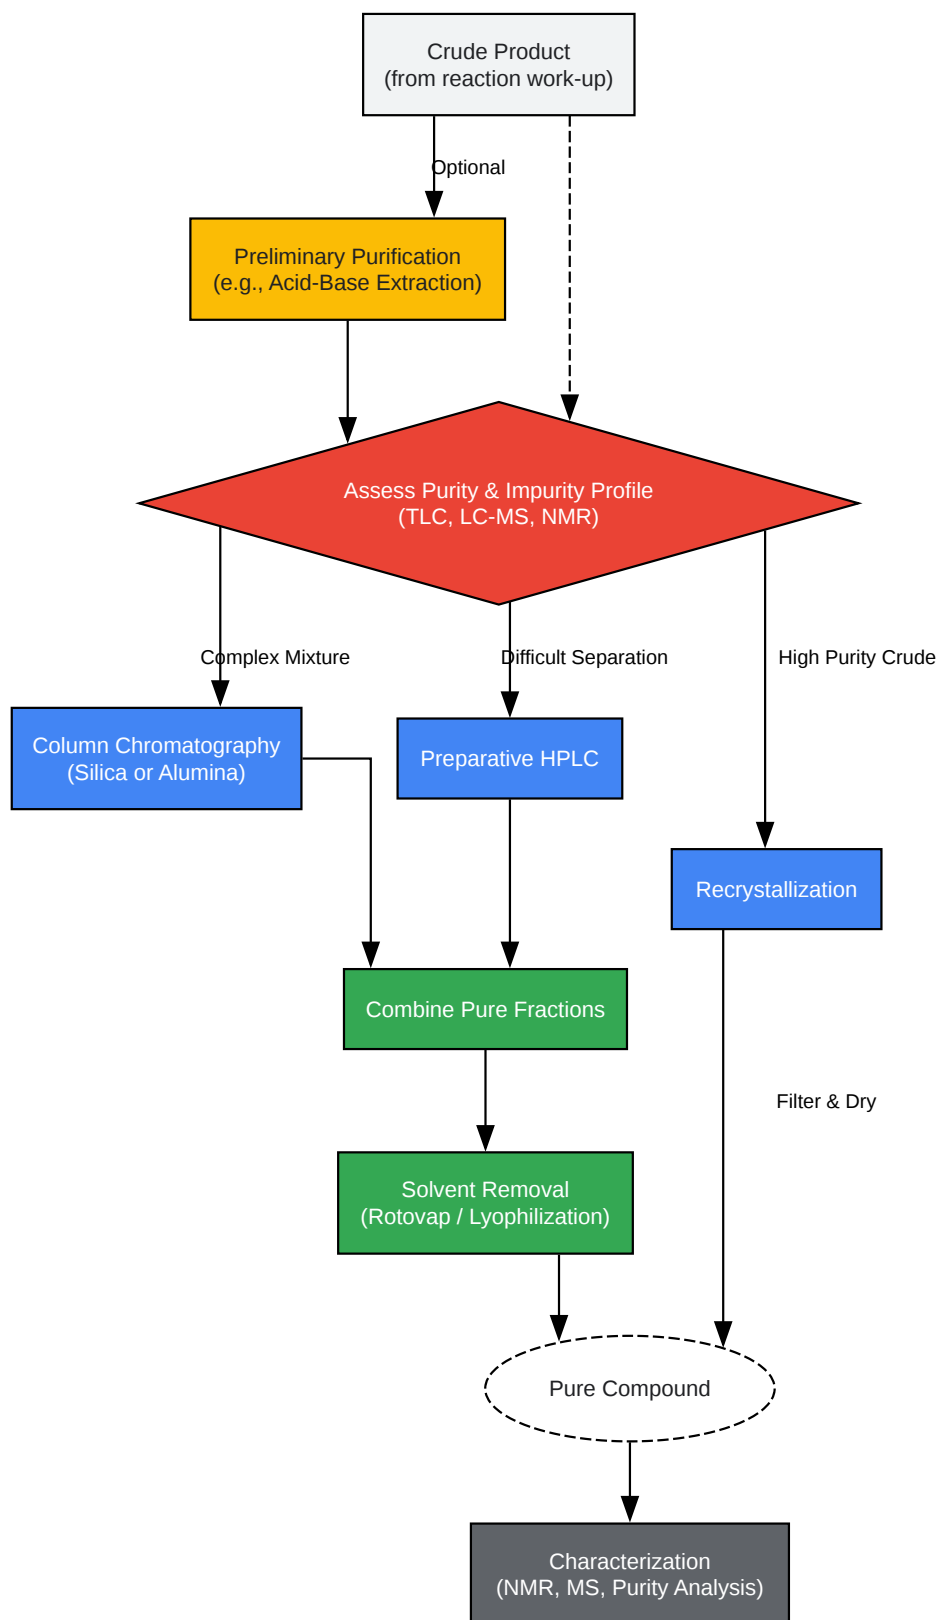 Crude Product
(from reaction work-up)
Optional
Preliminary Purification
(e.g., Acid-Base Extraction)
Assess Purity & Impurity Profile
(TLC, LC-MS, NMR)
Complex Mixture
Difficult Separation
High Purity Crude
Column Chromatography
(Silica or Alumina)
Preparative HPLC
Recrystallization
Combine Pure Fractions
Filter & Dry
Solvent Removal
(Rotovap / Lyophilization)
Pure Compound
Characterization
(NMR, MS, Purity Analysis)